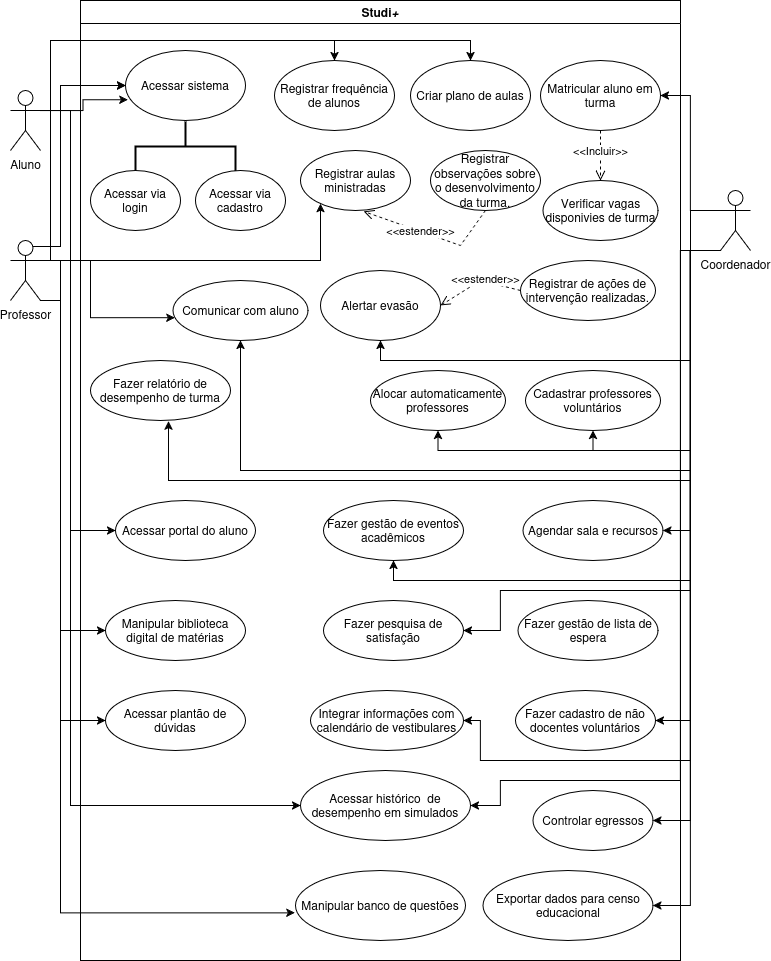 Studi+
Acessar sistema
Registrar frequência
de alunos
Criar plano de aulas
Matricular aluno em
turma
Aluno
<<Incluir>>
Acessar via
login
Acessar via
cadastro
Registrar aulas
ministradas
Registrar
observações sobre
o desenvolvimento
da turma.
Verificar vagas
disponivies de turma
<<estender>>
Coordenador
Professor
Comunicar com aluno
Alertar evasão
<<estender>>
Registrar de ações de
intervenção realizadas.
Fazer relatório de
desempenho de turma
Alocar automaticamente
professores
Cadastrar professores
voluntários
Acessar portal do aluno
Fazer gestão de eventos
acadêmicos
Agendar sala e recursos
Manipular biblioteca
digital de matérias
Fazer pesquisa de
satisfação
Fazer gestão de lista de
espera
Acessar plantão de
dúvidas
Integrar informações com
calendário de vestibulares
Fazer cadastro de não
docentes voluntários
Acessar histórico de
desempenho em simulados
Controlar egressos
Manipular banco de questões
Exportar dados para censo
educacional